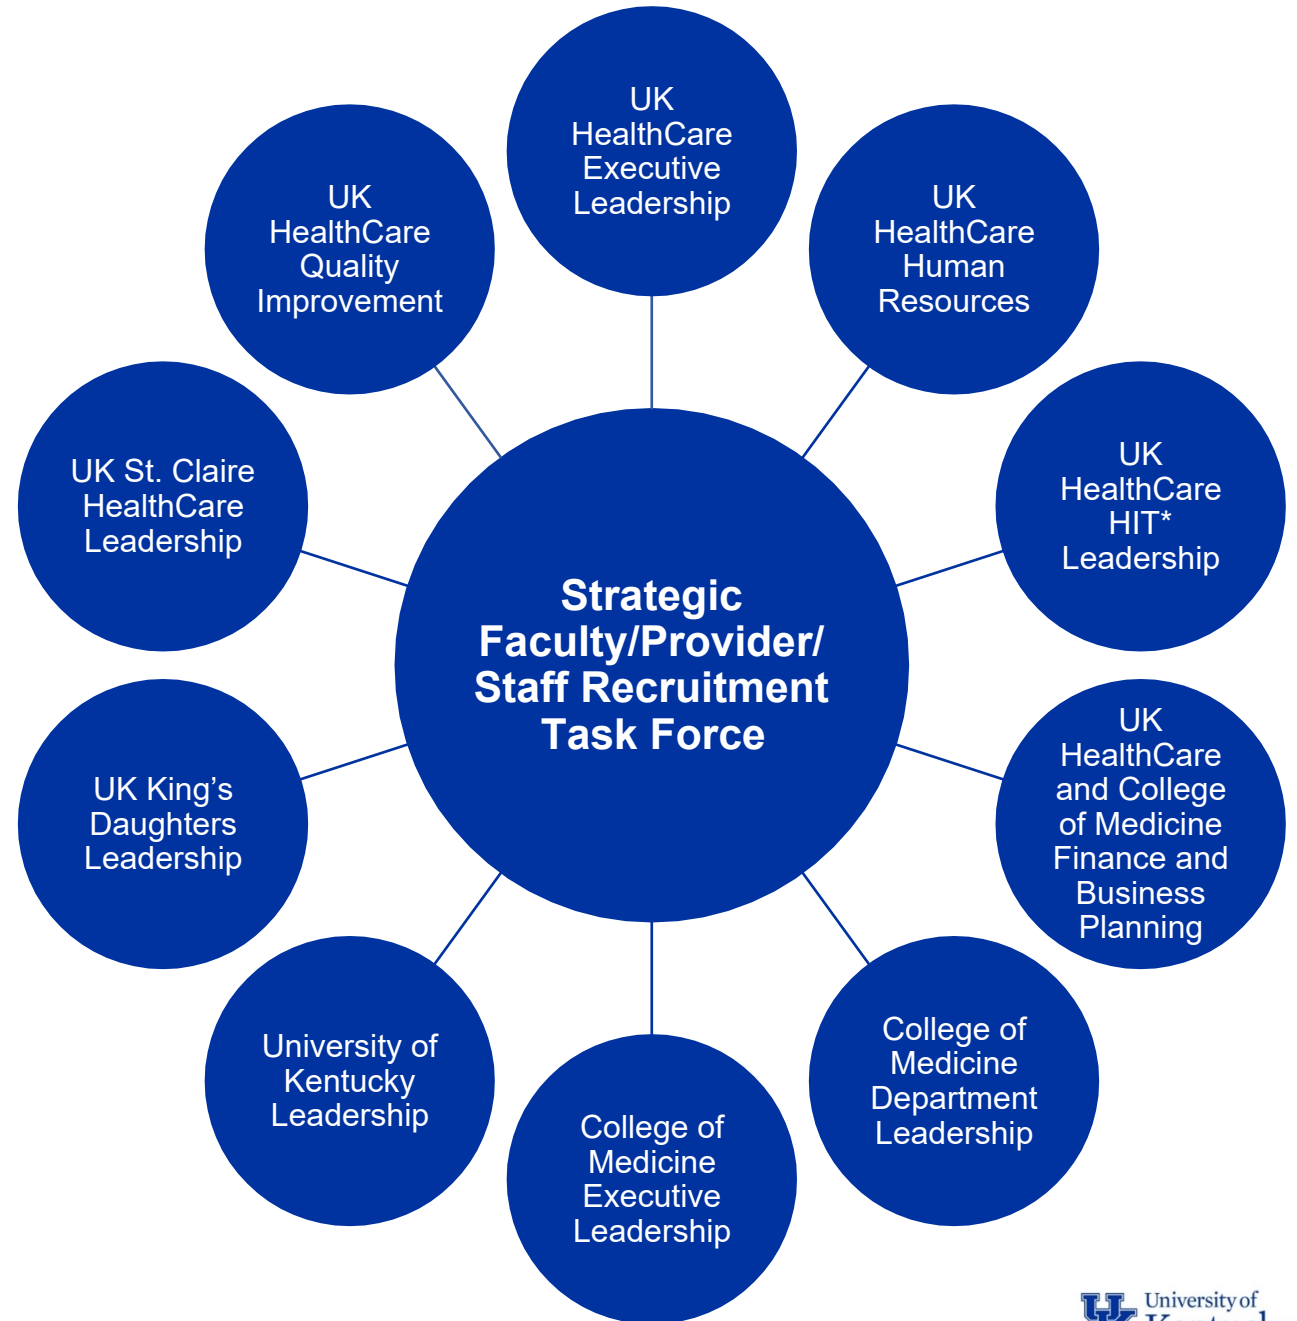 UK
HealthCare
Executive
Leadership
UK
HealthCare
Human
Resources
UK
HealthCare
HIT*
Leadership
UK
HealthCare
and College
of Medicine
Finance and
Business
Planning
College of
Medicine
Department
Leadership
College of
Medicine
Executive
Leadership
University of
Kentucky
Leadership
UK King’s
Daughters
Leadership
UK St. Claire
HealthCare
Leadership
UK
HealthCare
Quality
Improvement
Strategic
Faculty/Provider/
Staff Recruitment
Task Force
UK University of